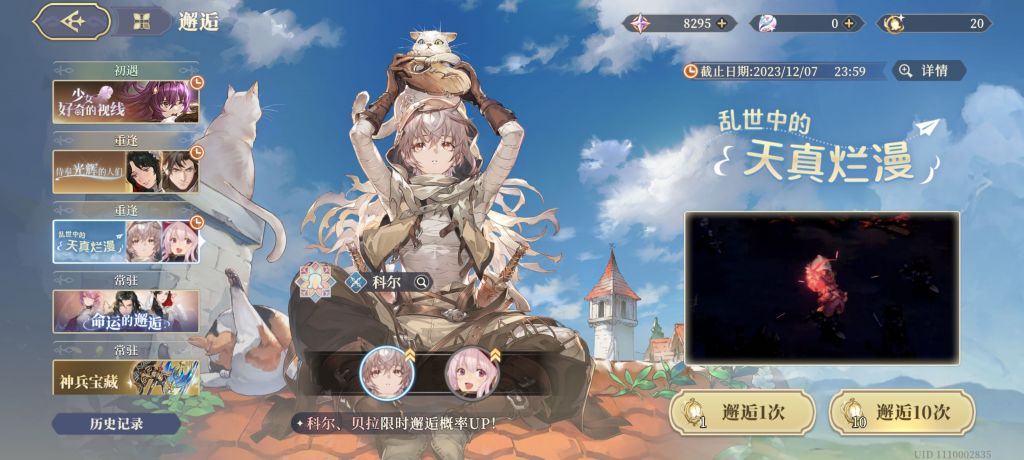 邂逅
8295
0
20
初遇
少女
好奇的视线
重逢
侍奉光辉的人们
重逢
乱世中的
天真烂漫
常驻
命运的邂逅
常驻
神兵宝藏
历史记录
科尔
科尔、贝拉限时邂逅概率UP!
截止日期:2023/12/07 23:59
详情
乱世中的
天真烂漫
1
邂逅1次
10
邂逅10次
UID 1110002835